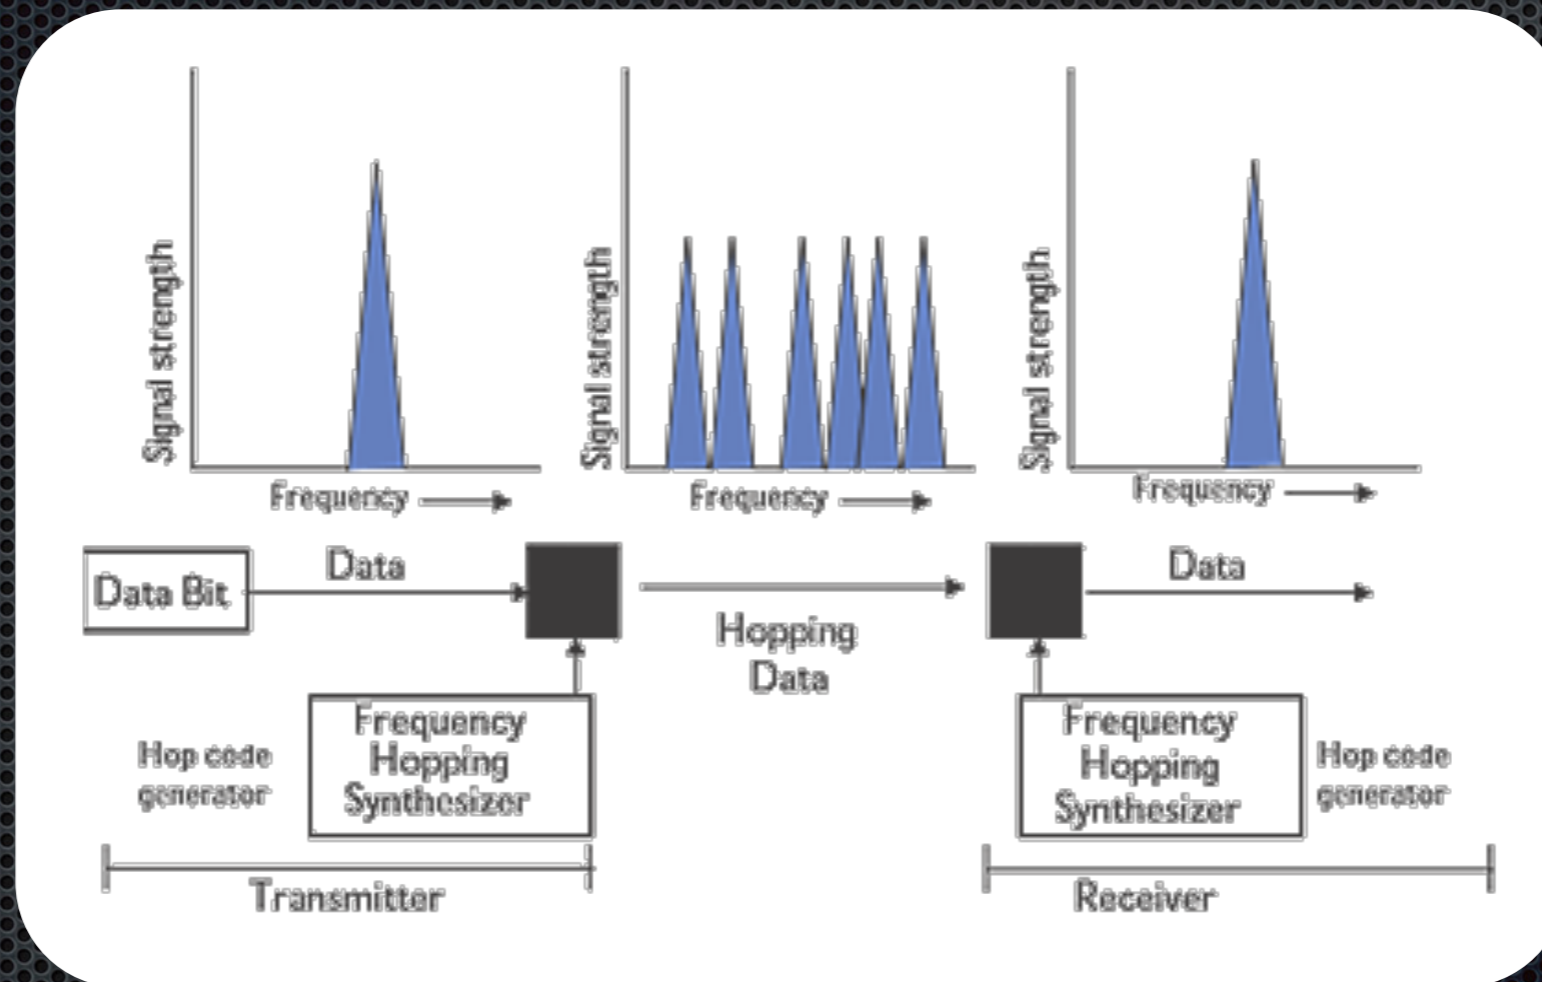 Signal strength
Signal strength
Signal strength
Frequency
Frequency
Frequency
Data Bit
Data
Data
Hopping
Data
Hop code
generator
Frequency
Hopping
Synthesizer
Frequency
Hopping
Synthesizer
Hop code
generator
Transmitter
Receiver